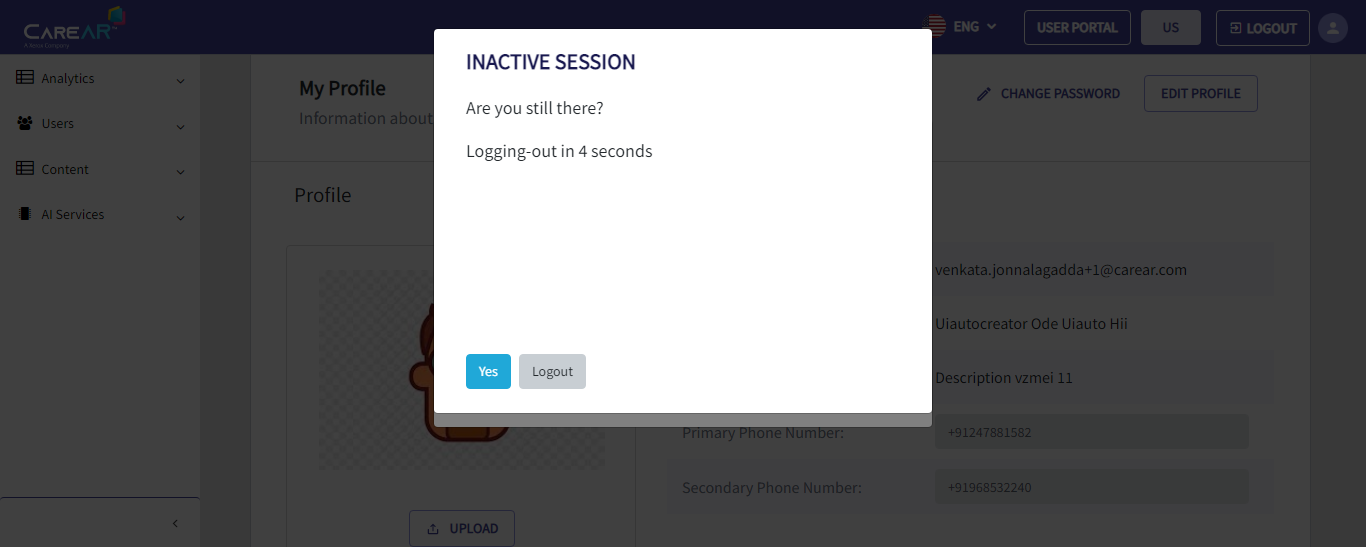 CAREAR™
A Xerox Company
ENG
USER PORTAL
US
LOGOUT
Analytics
Users
Content
AI Services
My Profile
Information about
CHANGE PASSWORD
EDIT PROFILE
INACTIVE SESSION
Are you still there?
Logging-out in 4 seconds
Yes
Logout
Profile
UPLOAD
venkata.jonnalagadda+1@carear.com
Uiautocreator Ode Uiauto Hii
Description vzmei 11
Primary Phone Number:
+91247881582
Secondary Phone Number:
+91968532240